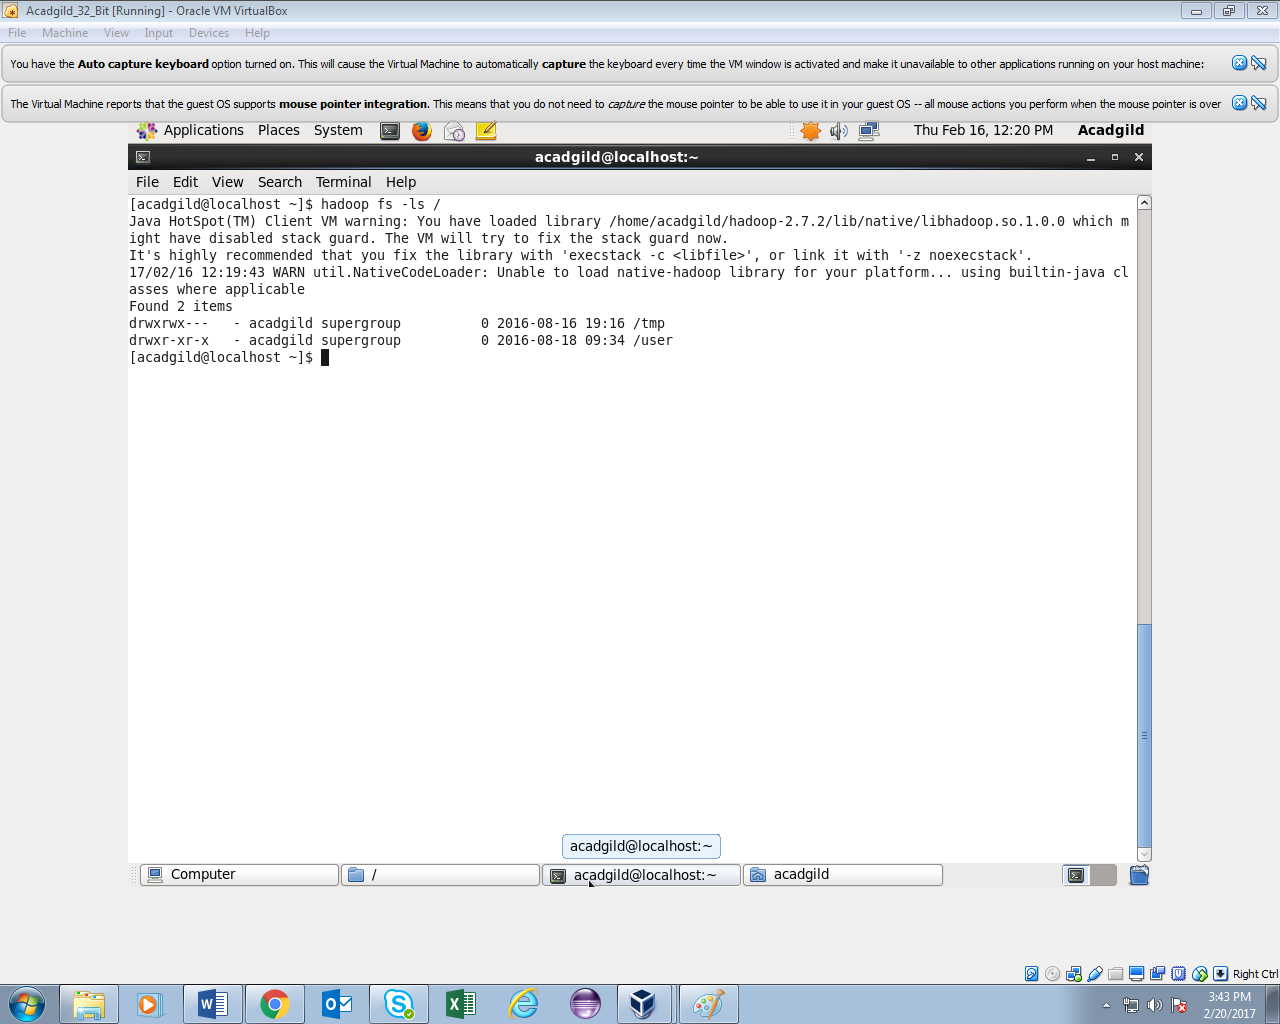 Acadgild_32_Bit [Running] - Oracle VM VirtualBox
File Machine View Input Devices Help
You have the Auto capture keyboard option turned on. This will cause the Virtual Machine to automatically capture the keyboard every time the VM window is activated and make it unavailable to other applications running on your host machine:
The Virtual Machine reports that the guest OS supports mouse pointer integration. This means that you do not need to capture the mouse pointer to be able to use it in your guest OS -- all mouse actions you perform when the mouse pointer is over
Applications Places System Thu Feb 16, 12:20 PM Acadgild
acadgild@localhost:~
File Edit View Search Terminal Help
[acadgild@localhost ~]$ hadoop fs -ls /
Java HotSpot(TM) Client VM warning: You have loaded library /home/acadgild/hadoop-2.7.2/lib/native/libhadoop.so.1.0.0 which m
ight have disabled stack guard. The VM will try to fix the stack guard now.
It's highly recommended that you fix the library with 'execstack -c <libfile>', or link it with '-z noexecstack'.
17/02/16 12:19:43 WARN util.NativeCodeLoader: Unable to load native-hadoop library for your platform... using builtin-java cl
asses where applicable
Found 2 items
drwxrwx---   - acadgild supergroup          0 2016-08-16 19:16 /tmp
drwxr-xr-x   - acadgild supergroup          0 2016-08-18 09:34 /user
[acadgild@localhost ~]$
acadgild@localhost:~
Computer / acadgild@localhost:~ acadgild
Right Ctrl
3:43 PM
2/20/2017